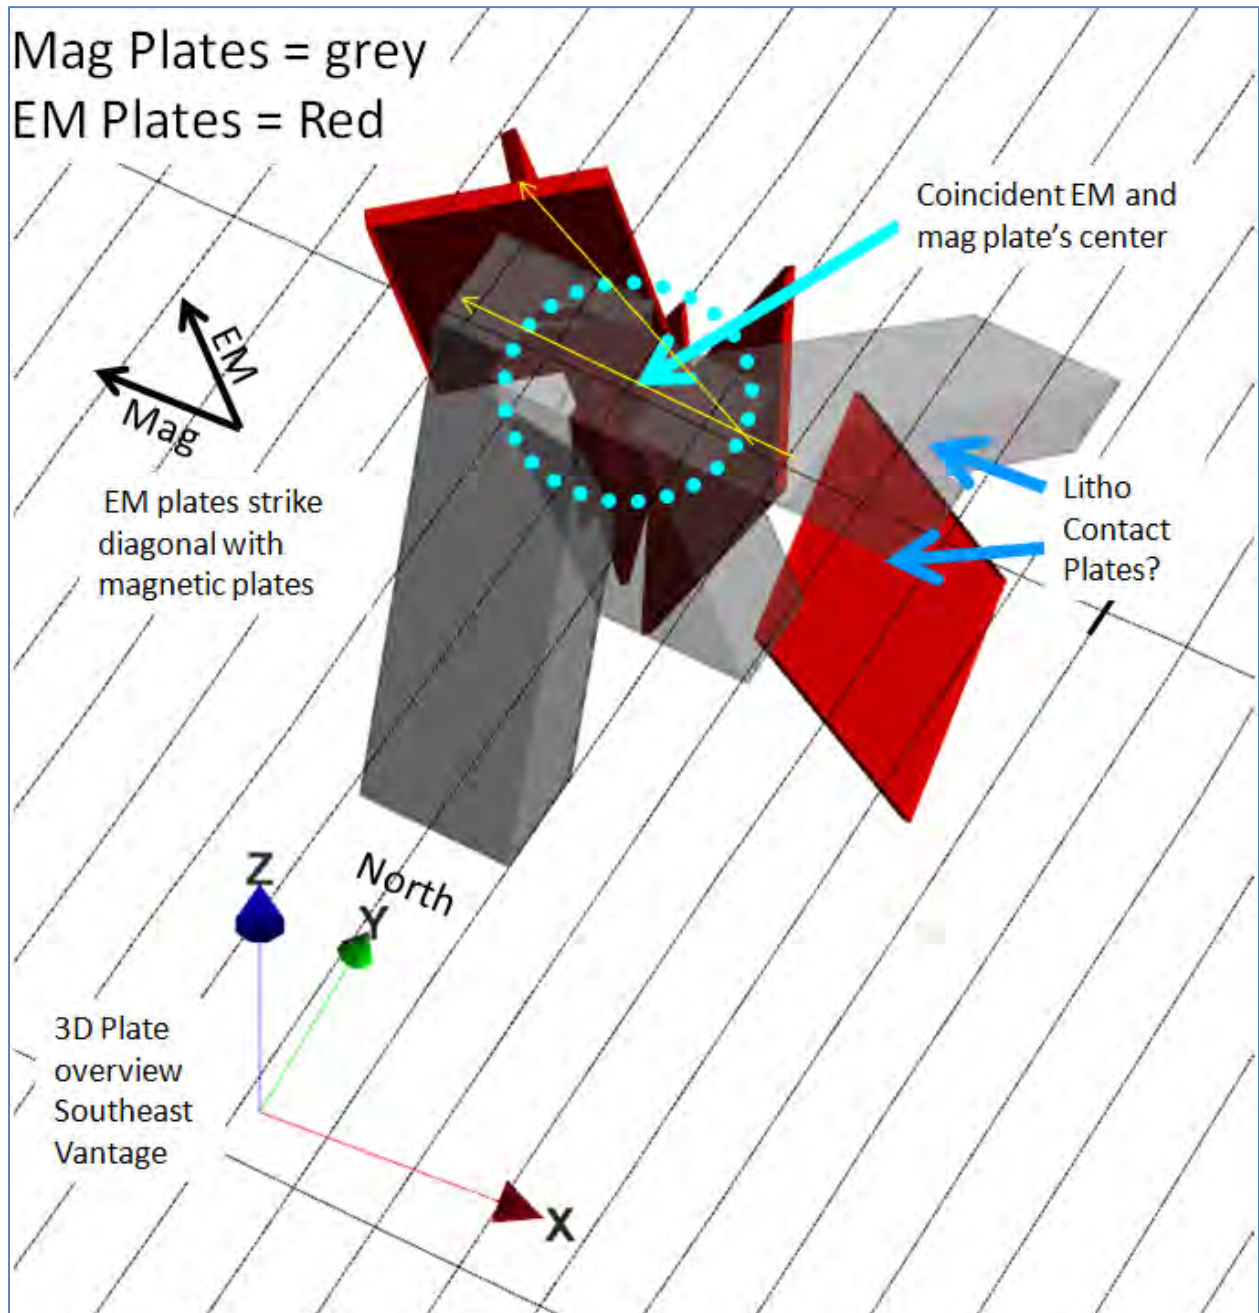 Mag Plates = grey
EM Plates = Red
Coincident EM and
mag plate's center
EM
Mag
EM plates strike
diagonal with
magnetic plates
Litho
Contact
Plates?
North
Z
Y
3D Plate
overview
Southeast
Vantage
X